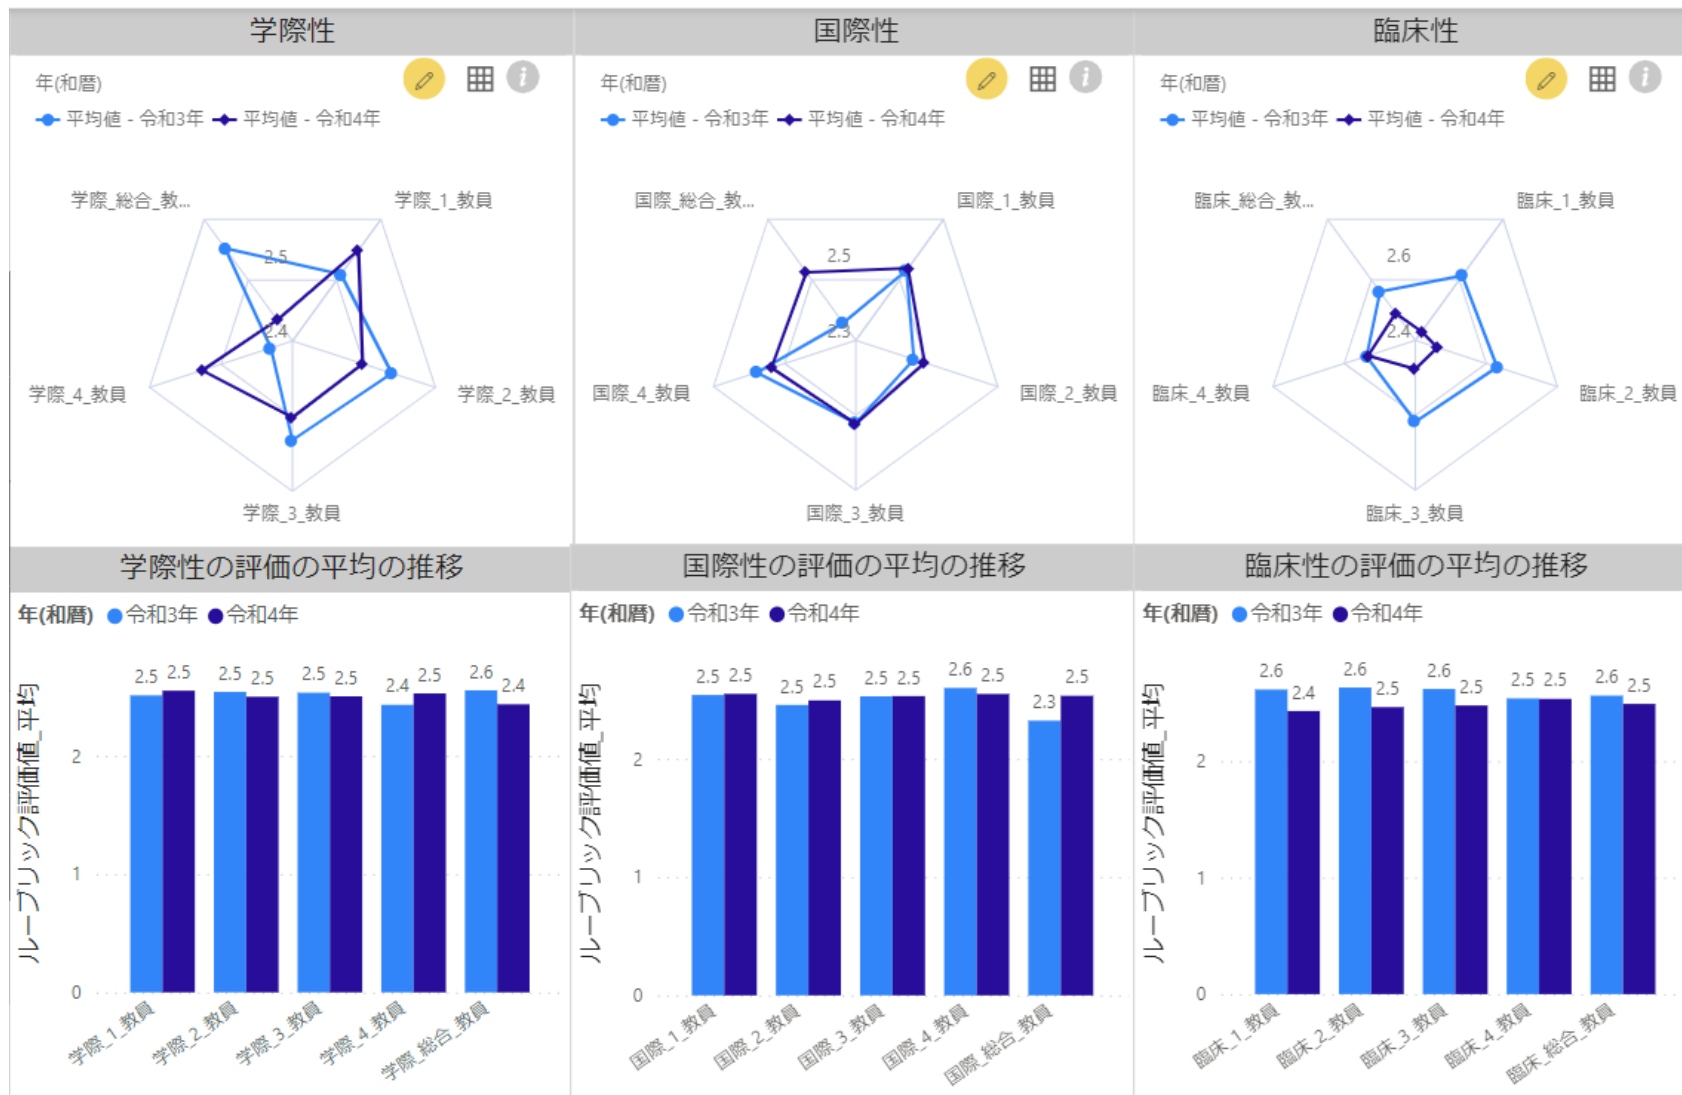 学際性
年(和暦)
平均値 - 令和3年 平均値 - 令和4年
学際_総合_教...
学際_1_教員
2.5
2.4
学際_4_教員
学際_2_教員
学際_3_教員
国際性
年(和暦)
平均値 - 令和3年 平均値 - 令和4年
国際_総合_教...
国際_1_教員
2.5
2.3
国際_4_教員
国際_2_教員
国際_3_教員
臨床性
年(和暦)
平均値 - 令和3年 平均値 - 令和4年
臨床_総合_教...
臨床_1_教員
2.6
2.4
臨床_4_教員
臨床_2_教員
臨床_3_教員
学際性の評価の平均の推移
年(和暦) 令和3年 令和4年
ルーブリック評価値_平均
2.5 2.5 2.5 2.5 2.5 2.5 2.4 2.5 2.6 2.4
2
1
0
学際_1_教員
学際_2_教員
学際_3_教員
学際_4_教員
学際_総合_教員
国際性の評価の平均の推移
年(和暦) 令和3年 令和4年
ルーブリック評価値_平均
2.5 2.5 2.5 2.5 2.5 2.5 2.6 2.5 2.3 2.5
2
1
0
国際_1_教員
国際_2_教員
国際_3_教員
国際_4_教員
国際_総合_教員
臨床性の評価の平均の推移
年(和暦) 令和3年 令和4年
ルーブリック評価値_平均
2.6 2.4 2.6 2.5 2.6 2.5 2.5 2.5 2.6 2.5
2
1
0
臨床_1_教員
臨床_2_教員
臨床_3_教員
臨床_4_教員
臨床_総合_教員